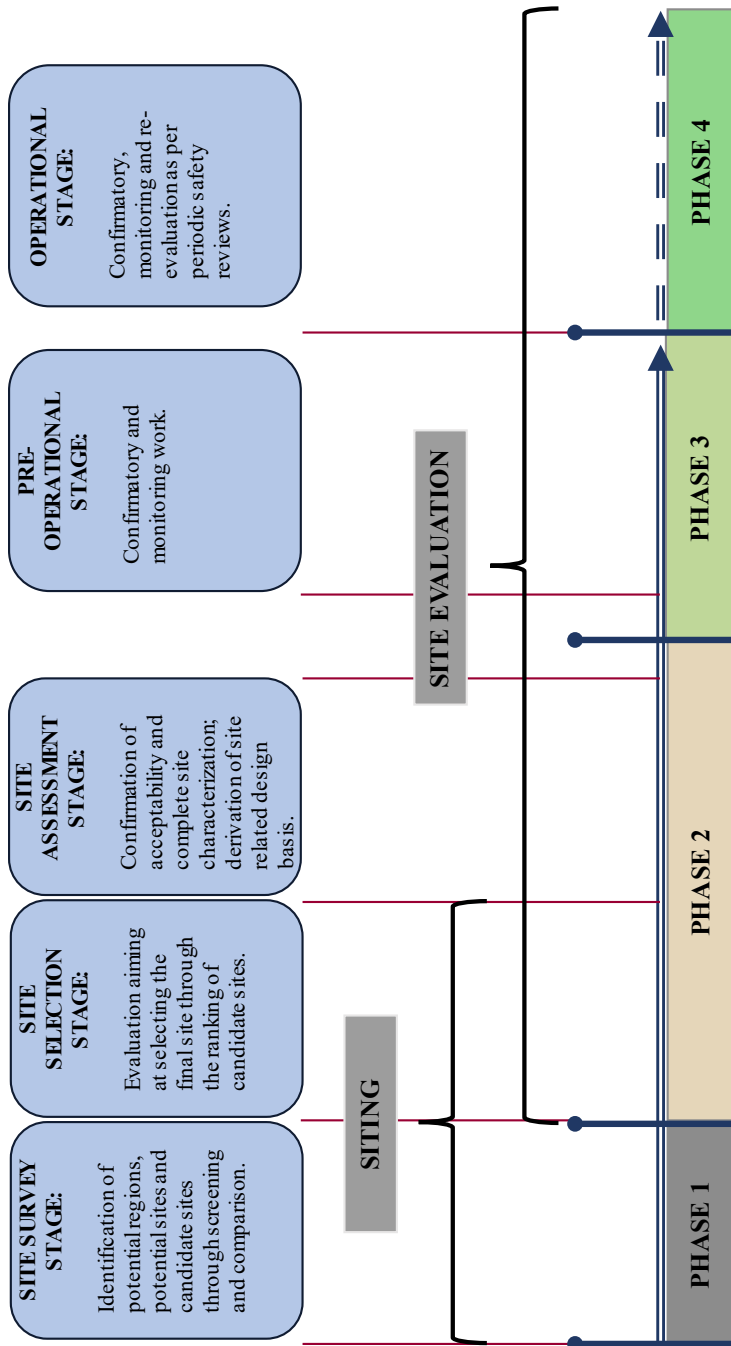 SITE SURVEY
STAGE:
Identification of
potential regions,
potential sites and
candidate sites
through screening
and comparison.
SITE
SELECTION
STAGE:
Evaluation aiming
at selecting the
final site through
the ranking of
candidate sites.
SITE
ASSESSMENT
STAGE:
Confirmation of
acceptability and
complete site
characterization;
derivation of site
related design
basis.
PRE-
OPERATIONAL
STAGE:
Confirmatory and
monitoring work.
OPERATIONAL
STAGE:
Confirmatory,
monitoring and re-
evaluation as per
periodic safety
reviews.
SITING
SITE EVALUATION
PHASE 1
PHASE 2
PHASE 3
PHASE 4